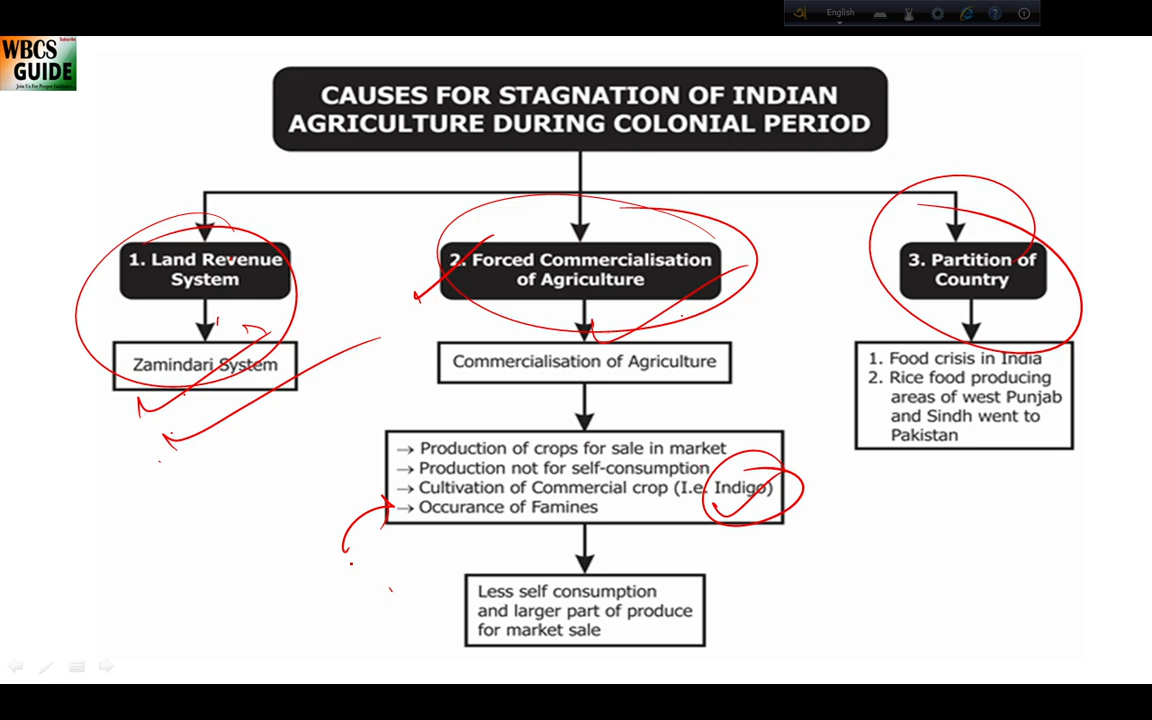 English
WBCS
Subscribe
GUIDE
CAUSES FOR STAGNATION OF INDIAN
AGRICULTURE DURING COLONIAL PERIOD
1. Land Revenue
System
2. Forced Commercialisation
of Agriculture
3. Partition of
Country
Zamindari System
Commercialisation of Agriculture
1. Food crisis in India
2. Rice food producing
areas of west Punjab
and Sindh went to
Pakistan
→ Production of crops for sale in market
→ Production not for self-consumption
→ Cultivation of Commercial crop (I.e. Indigo)
→ Occurance of Famines
Less self consumption
and larger part of produce
for market sale